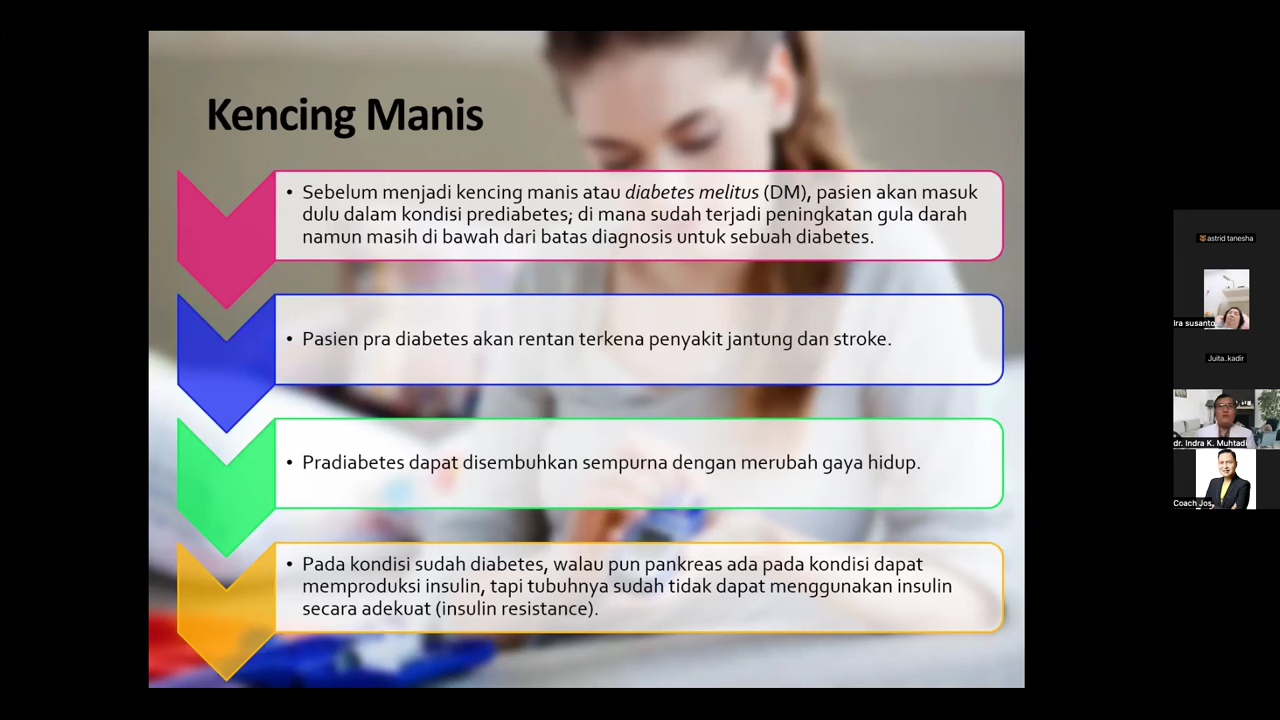 Kencing Manis
• Sebelum menjadi kencing manis atau diabetes melitus (DM), pasien akan masuk
dulu dalam kondisi prediabetes; di mana sudah terjadi peningkatan gula darah
namun masih di bawah dari batas diagnosis untuk sebuah diabetes.
• Pasien pra diabetes akan rentan terkena penyakit jantung dan stroke.
• Pradiabetes dapat disembuhkan sempurna dengan merubah gaya hidup.
• Pada kondisi sudah diabetes, walau pun pankreas ada pada kondisi dapat
memproduksi insulin, tapi tubuhnya sudah tidak dapat menggunakan insulin
secara adekuat (insulin resistance).
astrid tanesha
Ira susanto
Juita..kadir
dr. Indra K. Muhtadi
Coach Jos